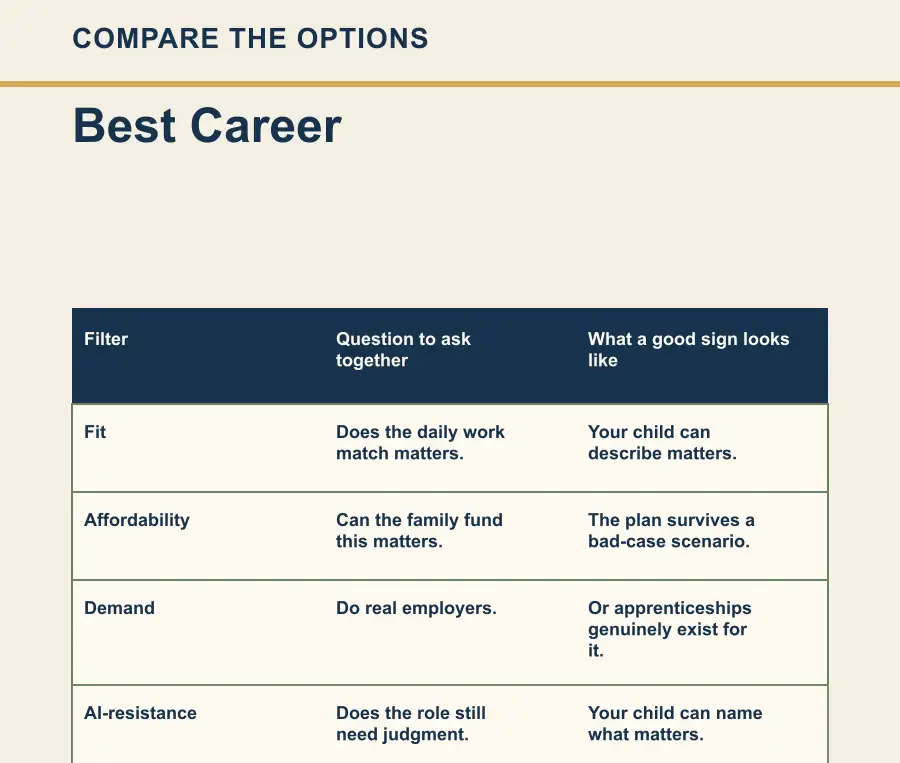 COMPARE THE OPTIONS
Best Career
Filter
Question to ask
together
What a good sign looks
like
Fit
Does the daily work
match matters.
Your child can
describe matters.
Affordability
Can the family fund
this matters.
The plan survives a
bad-case scenario.
Demand
Do real employers.
Or apprenticeships
genuinely exist for
it.
AI-resistance
Does the role still
need judgment.
Your child can name
what matters.